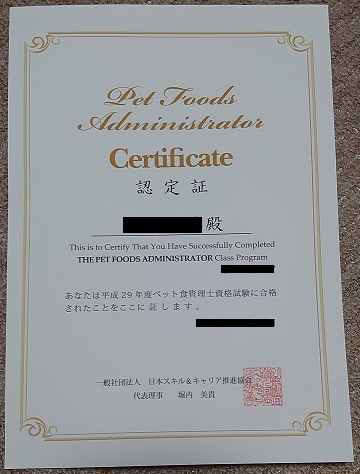 Pet Foods
Administrator
Certificate
認定証
殿
This is to Certify That You Have Successfully Completed
THE PET FOODS ADMINISTRATOR Class Program
あなたは平成29年度ペット食管理士資格試験に合格
されたことをここに証します。
一般社団法人 日本スキル&キャリア推進協会
代表理事 堀内 美貴